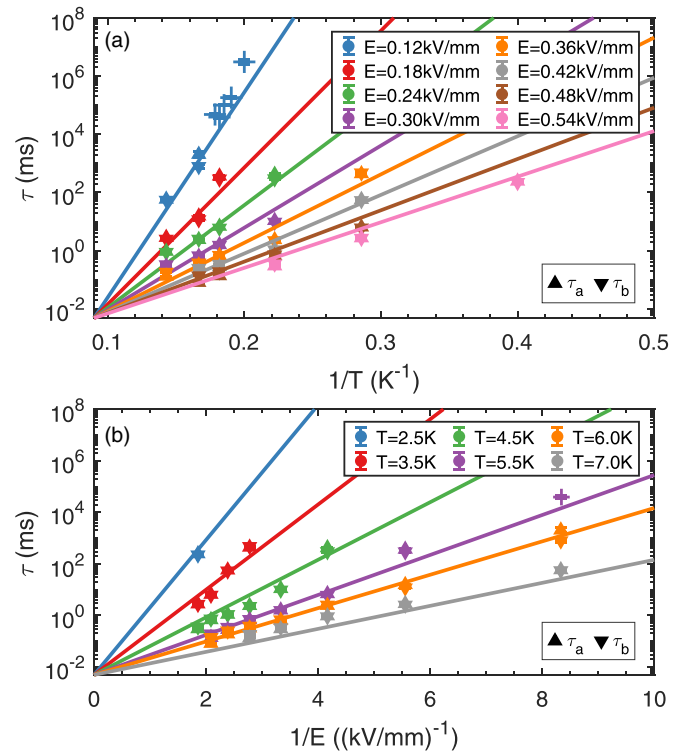 10^8
(a)
E=0.12kV/mm E=0.36kV/mm
E=0.18kV/mm E=0.42kV/mm
10^6
E=0.24kV/mm E=0.48kV/mm
E=0.30kV/mm E=0.54kV/mm
10^4
τ (ms)
10^2
10^0
τ_a τ_b
10^-2
0.1 0.2 0.3 0.4 0.5
1/T (K^-1)
10^8
(b)
T=2.5K T=4.5K T=6.0K
T=3.5K T=5.5K T=7.0K
10^6
10^4
τ (ms)
10^2
10^0
τ_a τ_b
10^-2
0 2 4 6 8 10
1/E ((kV/mm)^-1)